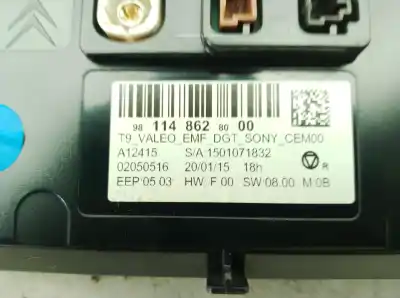 98 114 862 80 00
T9_VALEO_EMF_DGT_SONY_CEM00
A12415 S/A:1501071832
02050516 20/01/15 18h R
EEP:05.03 HW:F.00 SW:08.00 M:0B